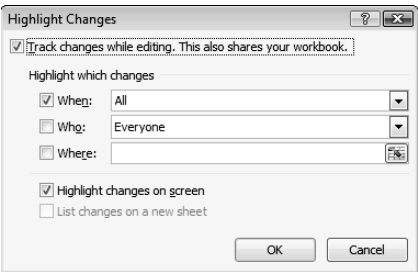 Highlight Changes
Track changes while editing. This also shares your workbook.
Highlight which changes
When: All
Who: Everyone
Where:
Highlight changes on screen
List changes on a new sheet
OK Cancel